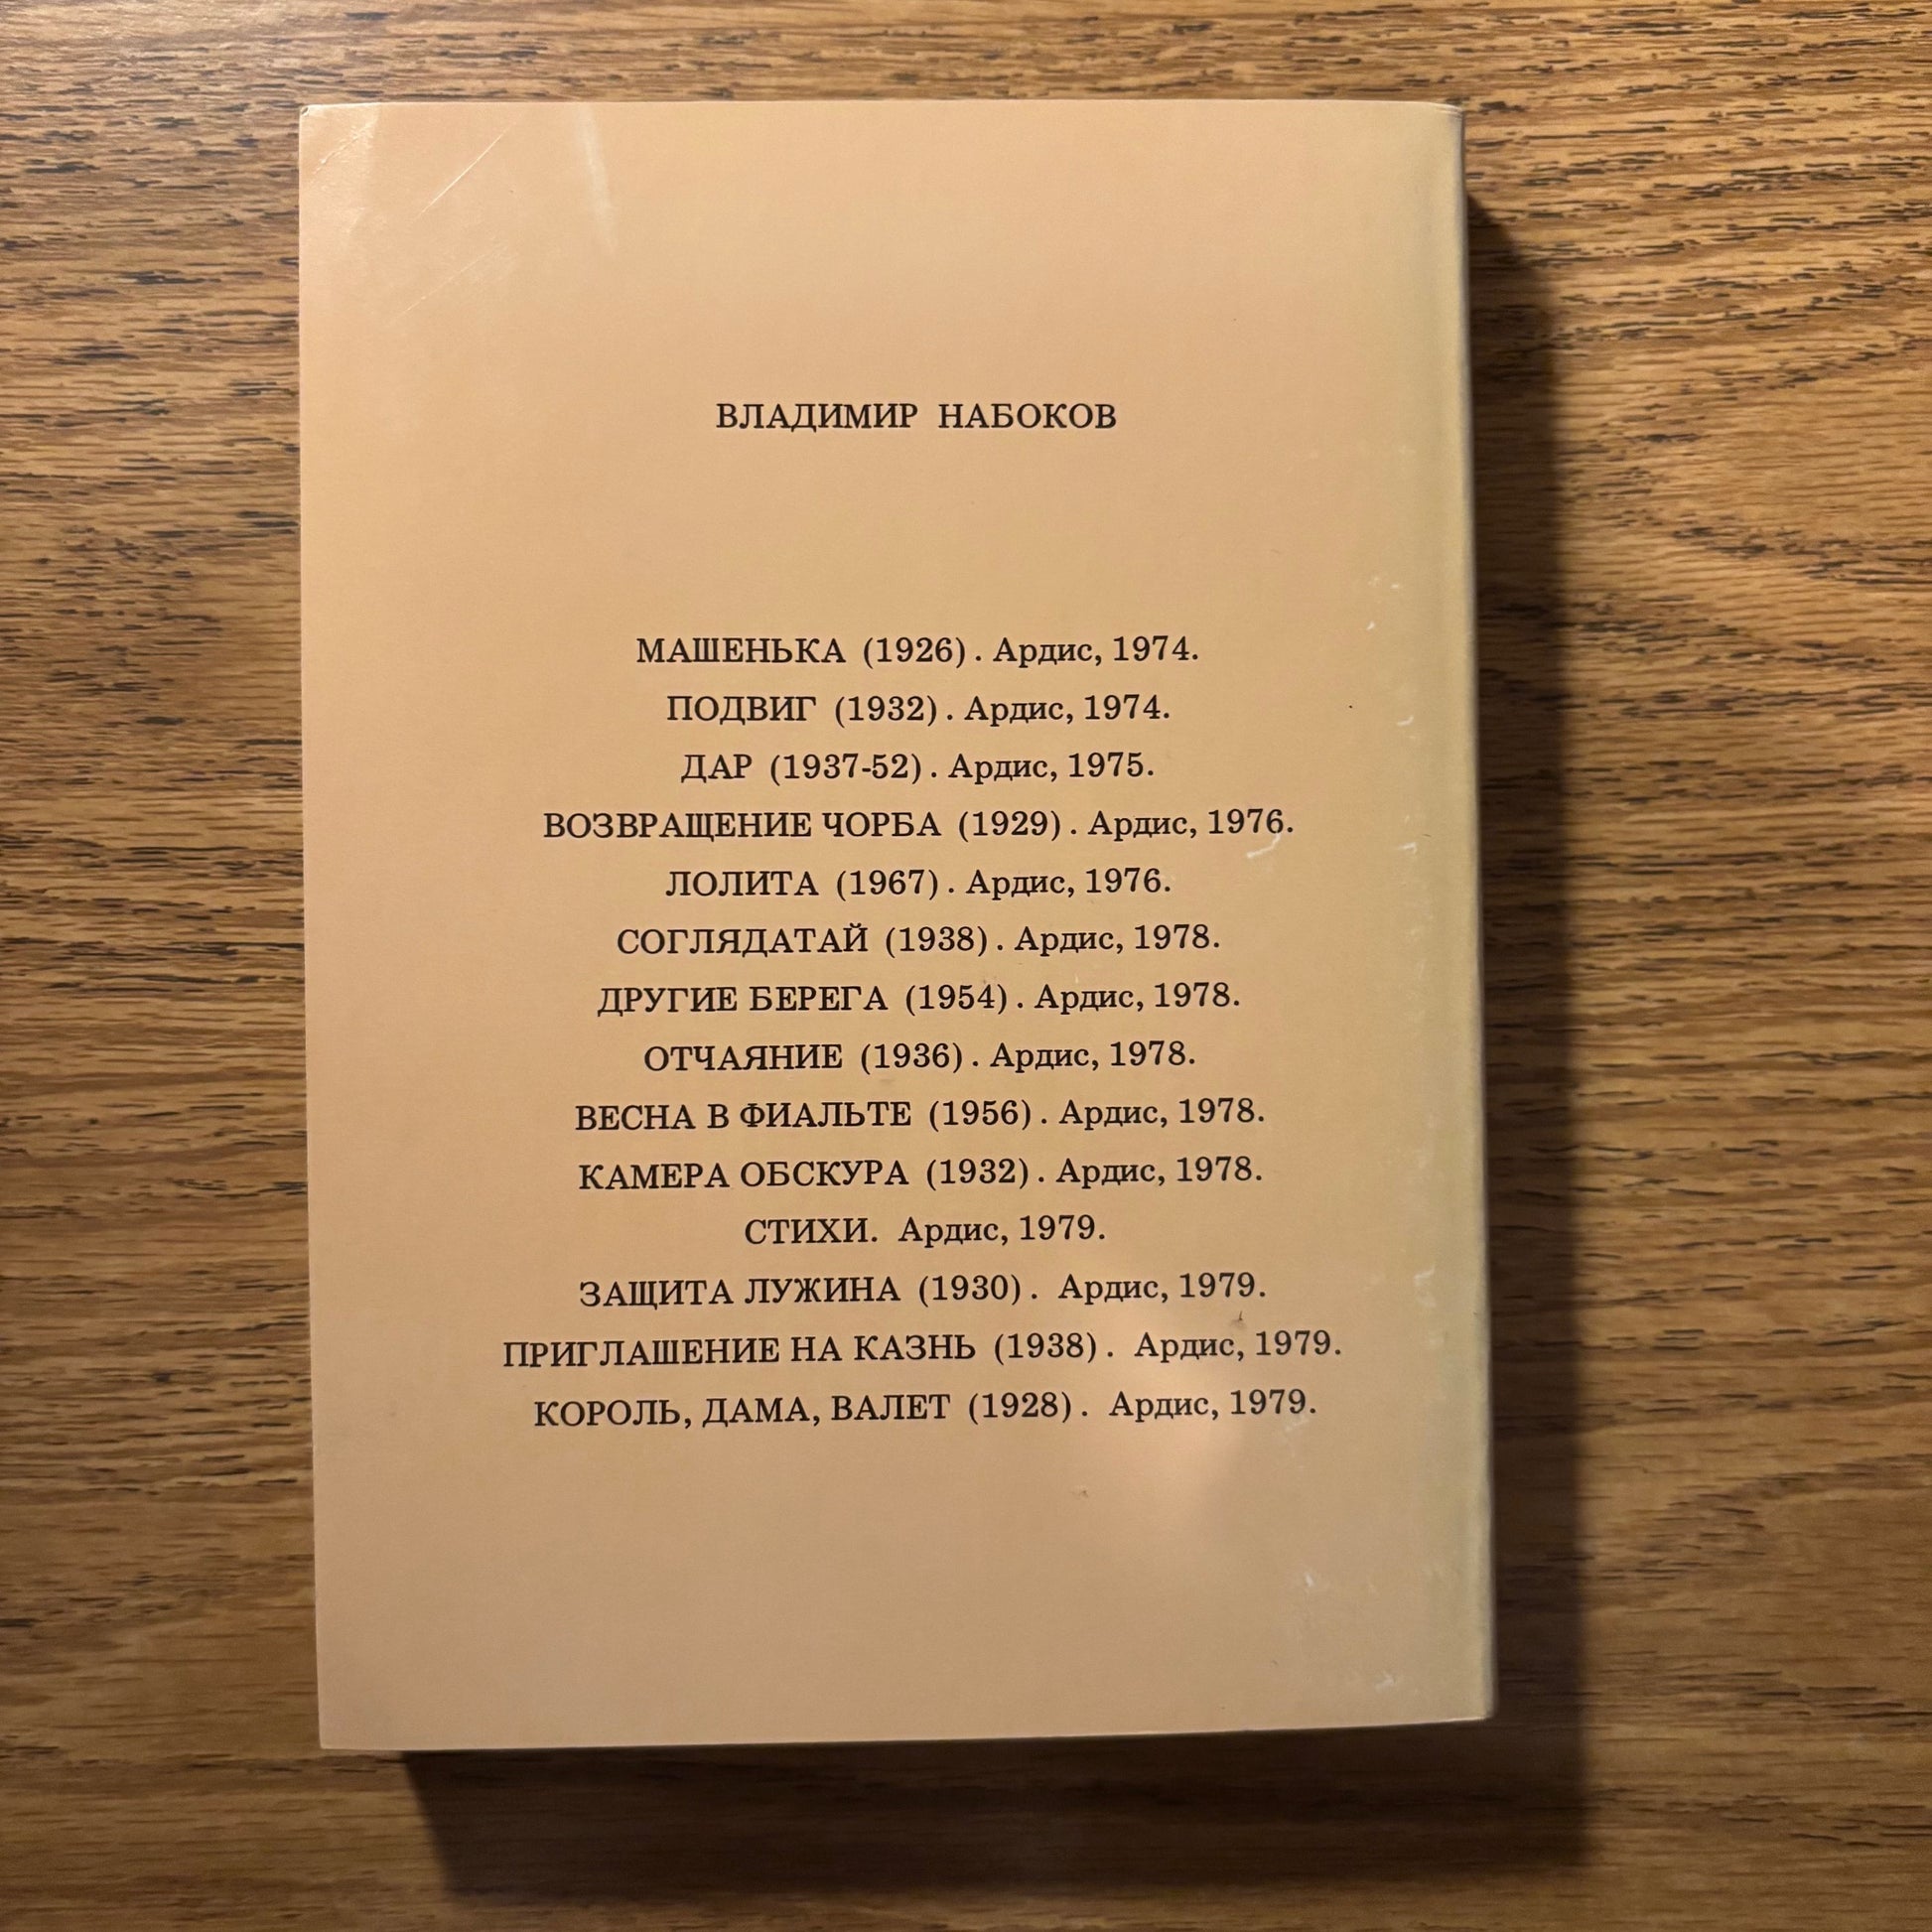 ВЛАДИМИР НАБОКОВ
МАШЕНЬКА (1926). Ардис, 1974.
ПОДВИГ (1932). Ардис, 1974.
ДАР (1937-52). Ардис, 1975.
ВОЗВРАЩЕНИЕ ЧОРБА (1929). Ардис, 1976.
ЛОЛИТА (1967). Ардис, 1976.
СОГЛЯДАТАЙ (1938). Ардис, 1978.
ДРУГИЕ БЕРЕГА (1954). Ардис, 1978.
ОТЧАЯНИЕ (1936). Ардис, 1978.
ВЕСНА В ФИАЛЬТЕ (1956). Ардис, 1978.
КАМЕРА ОБСКУРА (1932). Ардис, 1978.
СТИХИ. Ардис, 1979.
ЗАЩИТА ЛУЖИНА (1930). Ардис, 1979.
ПРИГЛАШЕНИЕ НА КАЗНЬ (1938). Ардис, 1979.
КОРОЛЬ, ДАМА, ВАЛЕТ (1928). Ардис, 1979.